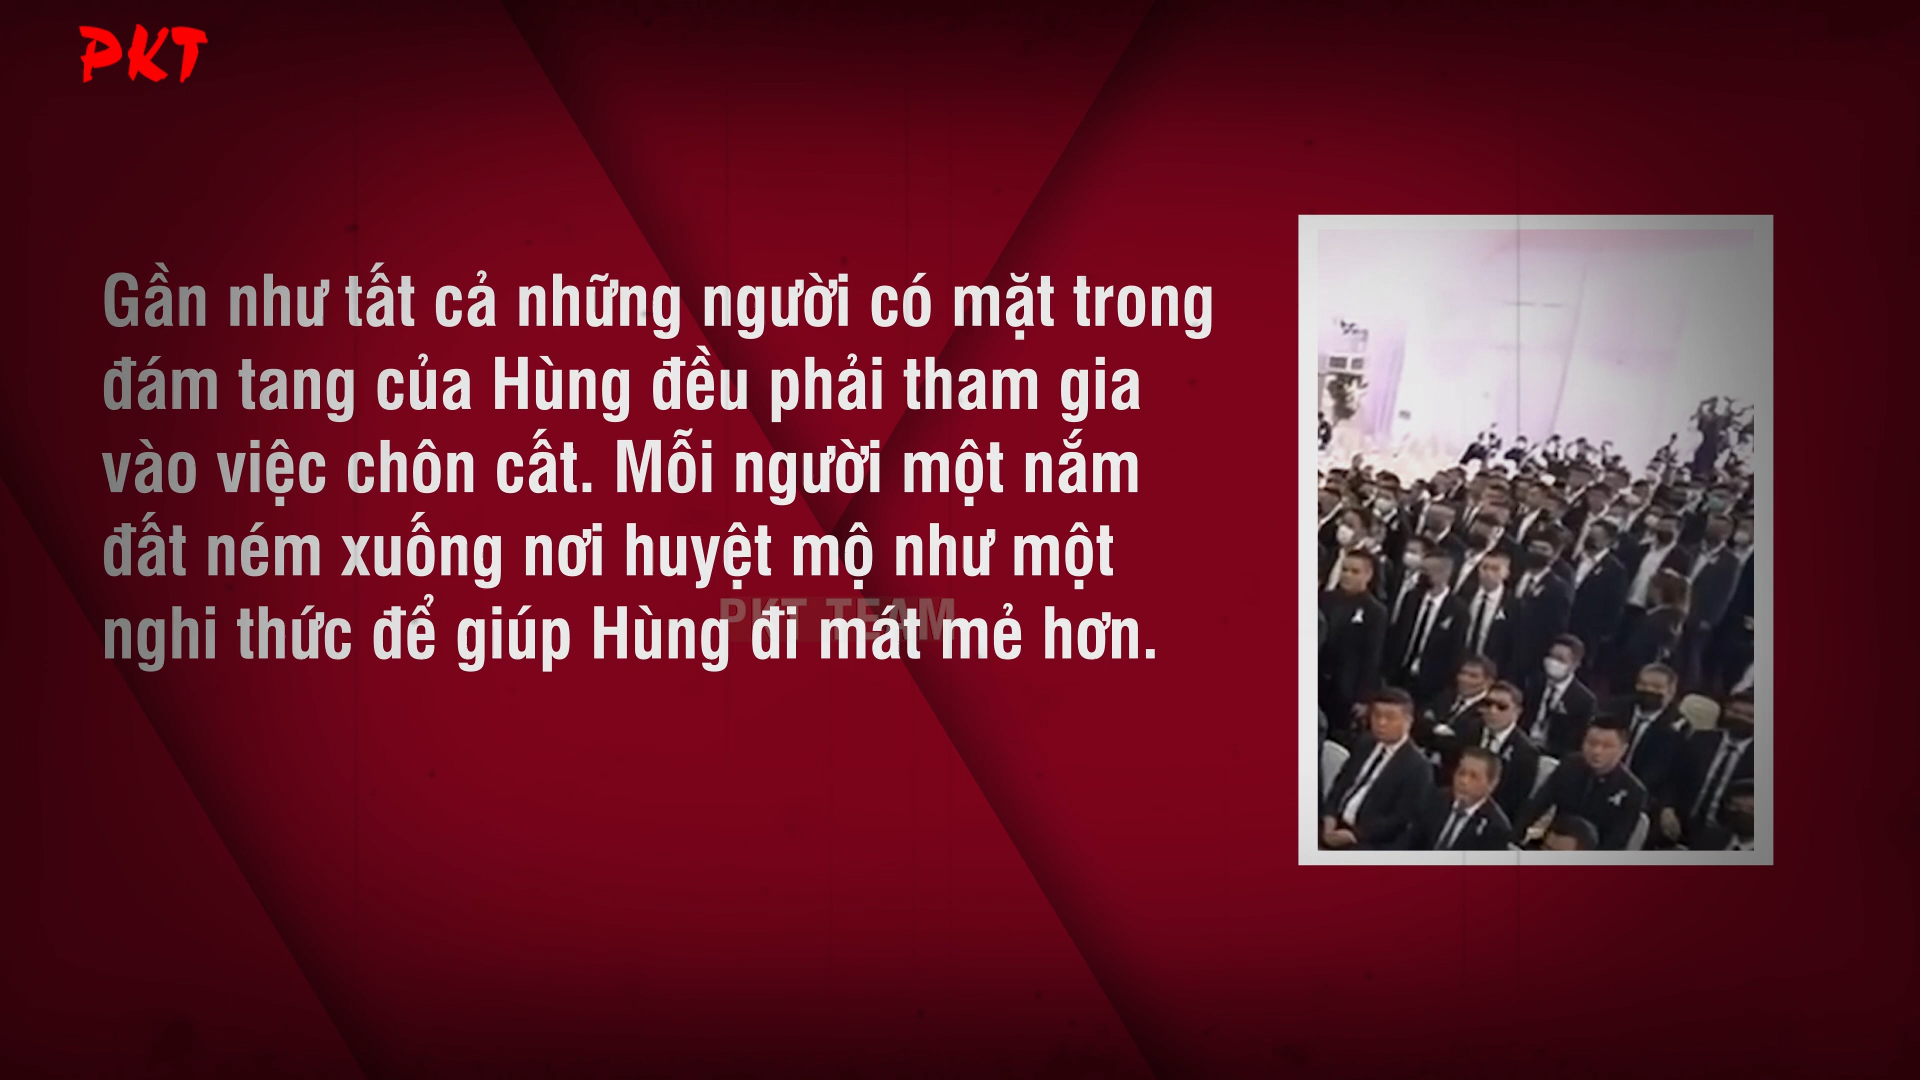 PKT
Gần như tất cả những người có mặt trong
đám tang của Hùng đều phải tham gia
vào việc chôn cất. Mỗi người một nắm
đất ném xuống nơi huyệt mộ như một
nghi thức để giúp Hùng đi mát mẻ hơn.
PKT TEAM